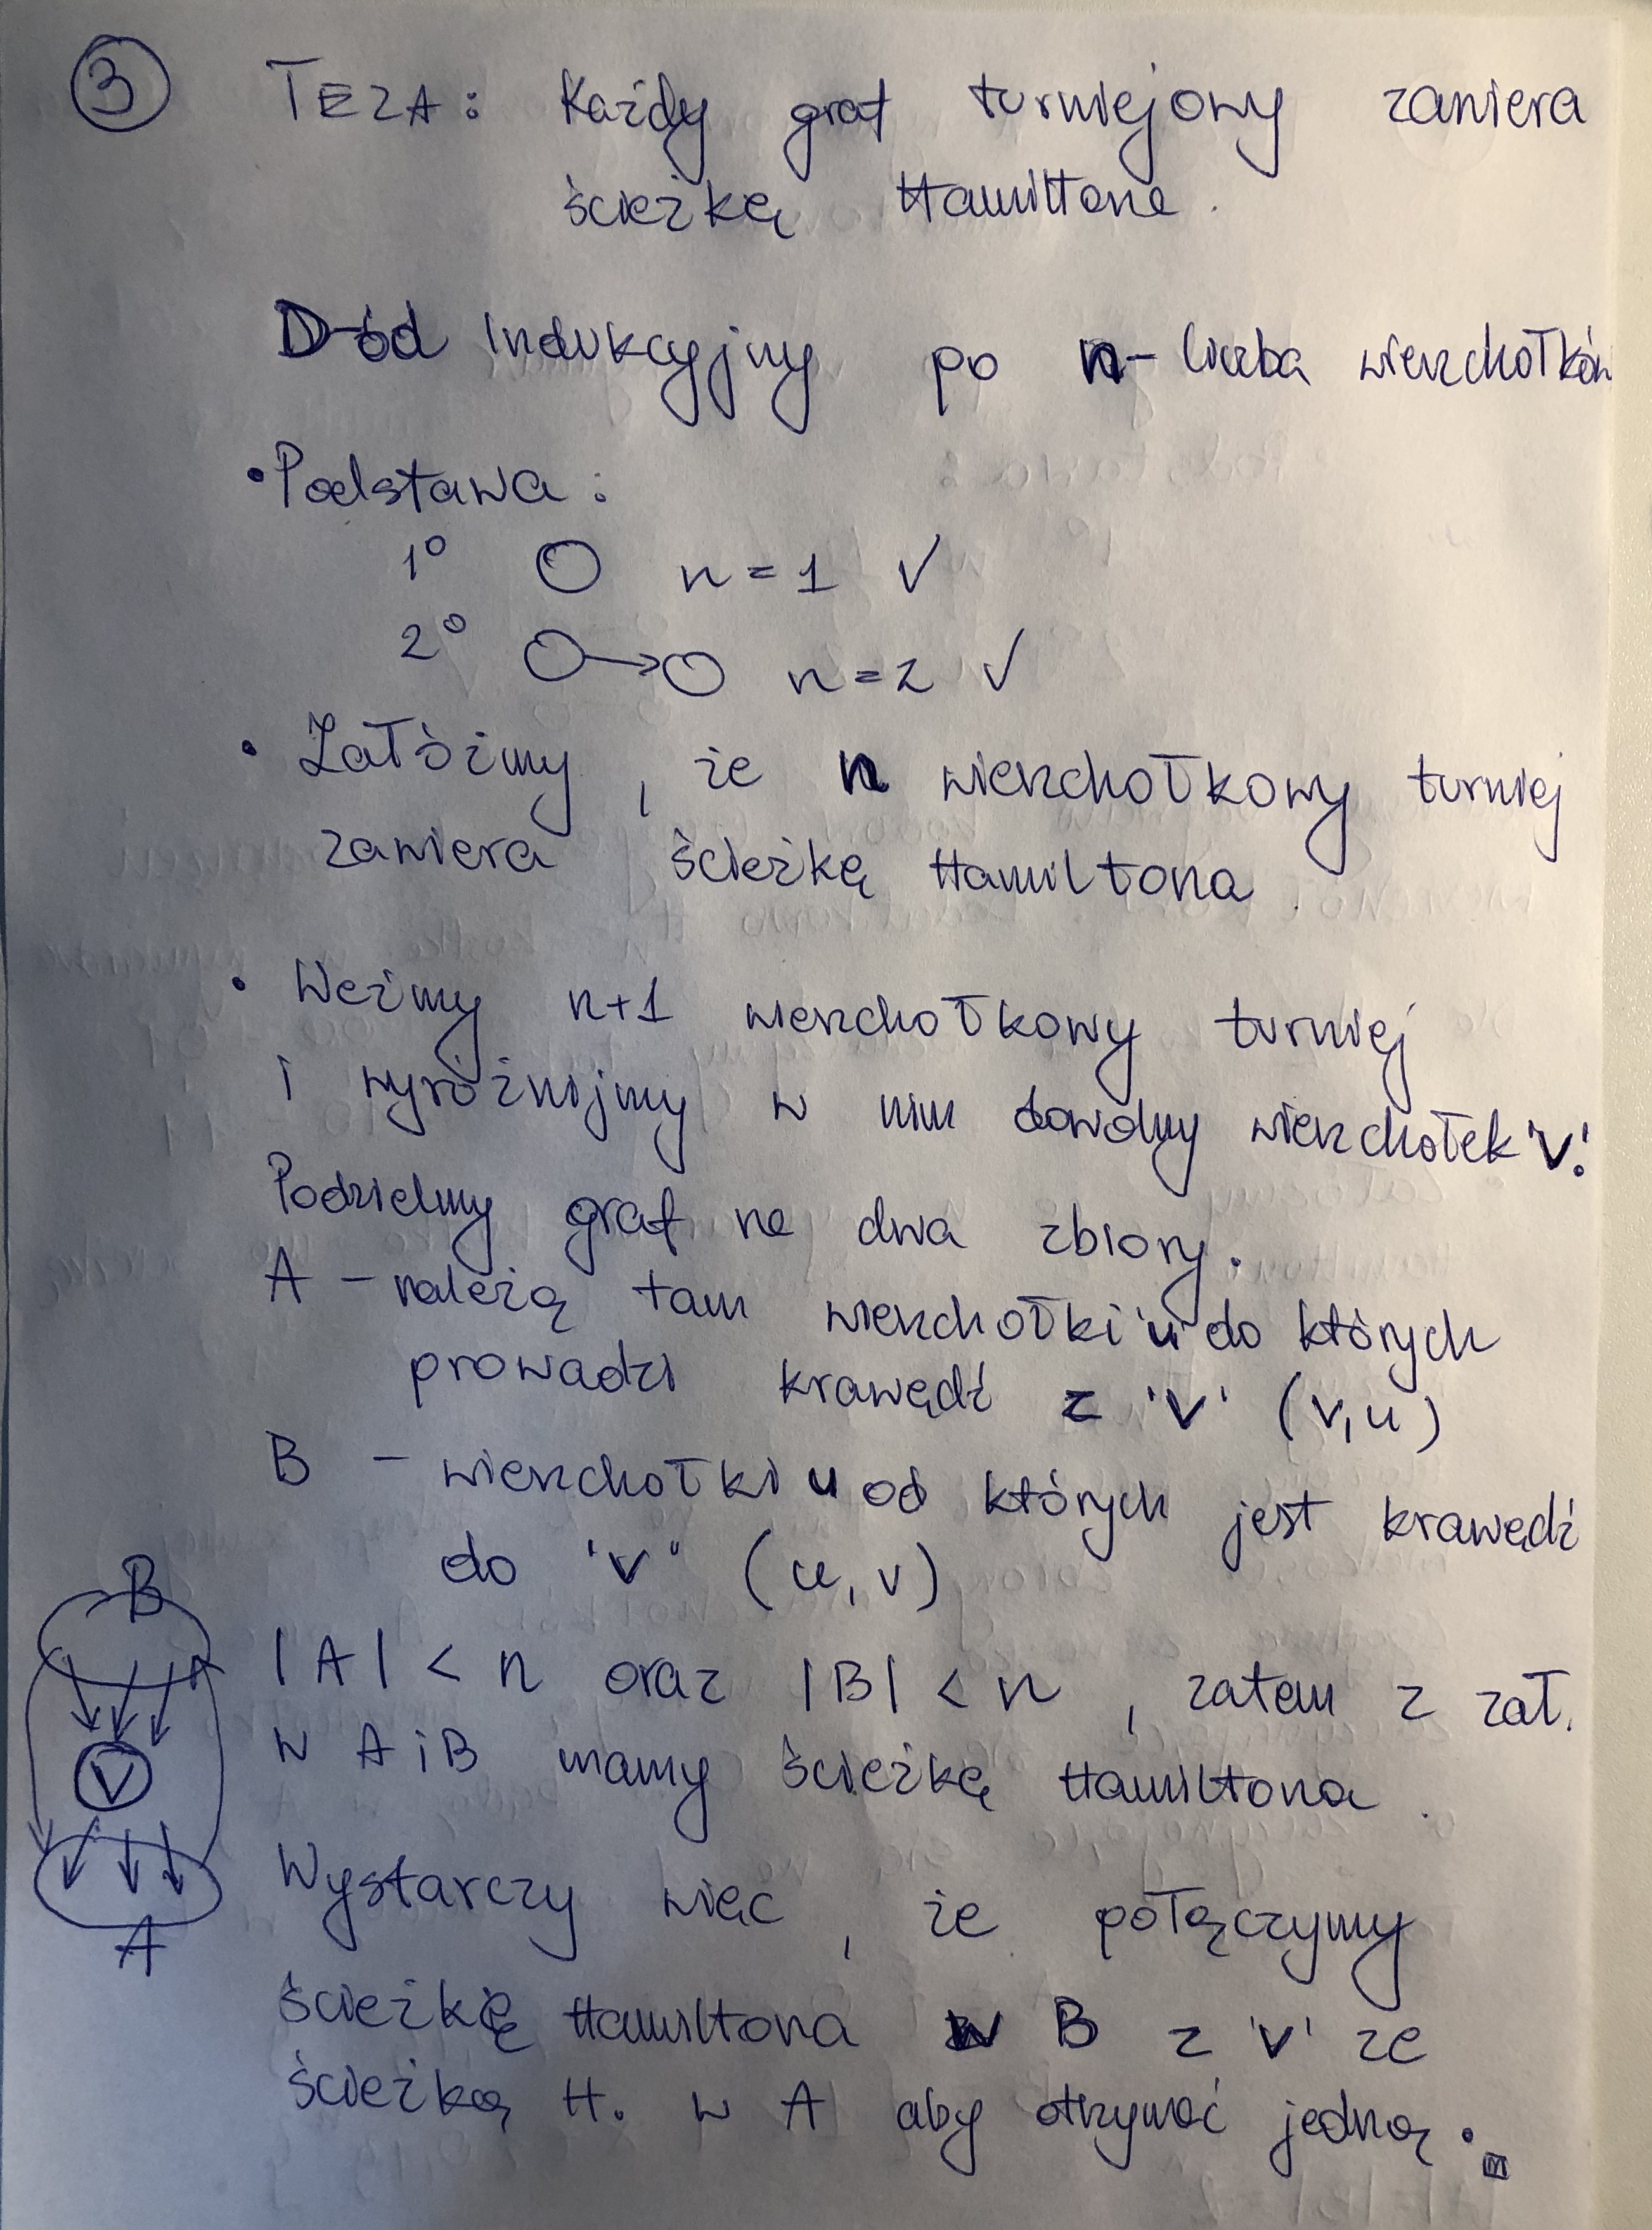 3 TEZA: Każdy graf turniejowy zawiera
ścieżkę Hamiltona.
D-ód indukcyjny po n - liczba wierzchołków
• Podstawa:
1° n = 1 ✓
2° n = 2 ✓
• Załóżmy, że n wierzchołkowy turniej
zawiera ścieżkę Hamiltona.
• Weźmy n+1 wierzchołkowy turniej
i wyróżnijmy w nim dowolny wierzchołek 'v'.
Podzielmy graf na dwa zbiory.
A - należą tam wierzchołki 'u' do których
prowadzi krawędź z 'v' (v, u)
B - wierzchołki u od których jest krawędź
do 'v' (u, v)
|A| < n oraz |B| < n, zatem z zał.
w A i B mamy ścieżkę Hamiltona.
Wystarczy więc, że połączymy
ścieżkę Hamiltona w B z 'v' ze
ścieżką H. w A aby otrzymać jedną.
B
V
A